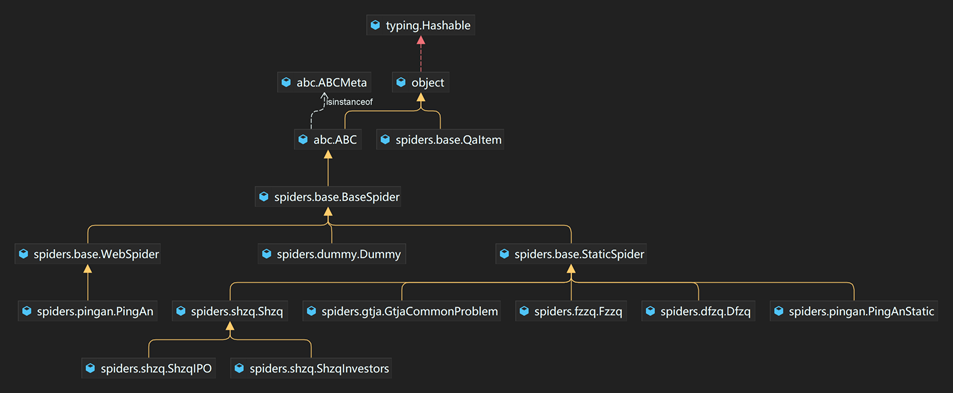 typing.Hashable
abc.ABCMeta
object
isinstanceof
abc.ABC
spiders.base.QaItem
spiders.base.BaseSpider
spiders.base.WebSpider
spiders.dummy.Dummy
spiders.base.StaticSpider
spiders.pingan.PingAn
spiders.shzq.Shzq
spiders.gtja.GtjaCommonProblem
spiders.fzzq.Fzzq
spiders.dfzq.Dfzq
spiders.pingan.PingAnStatic
spiders.shzq.ShzqIPO
spiders.shzq.ShzqInvestors